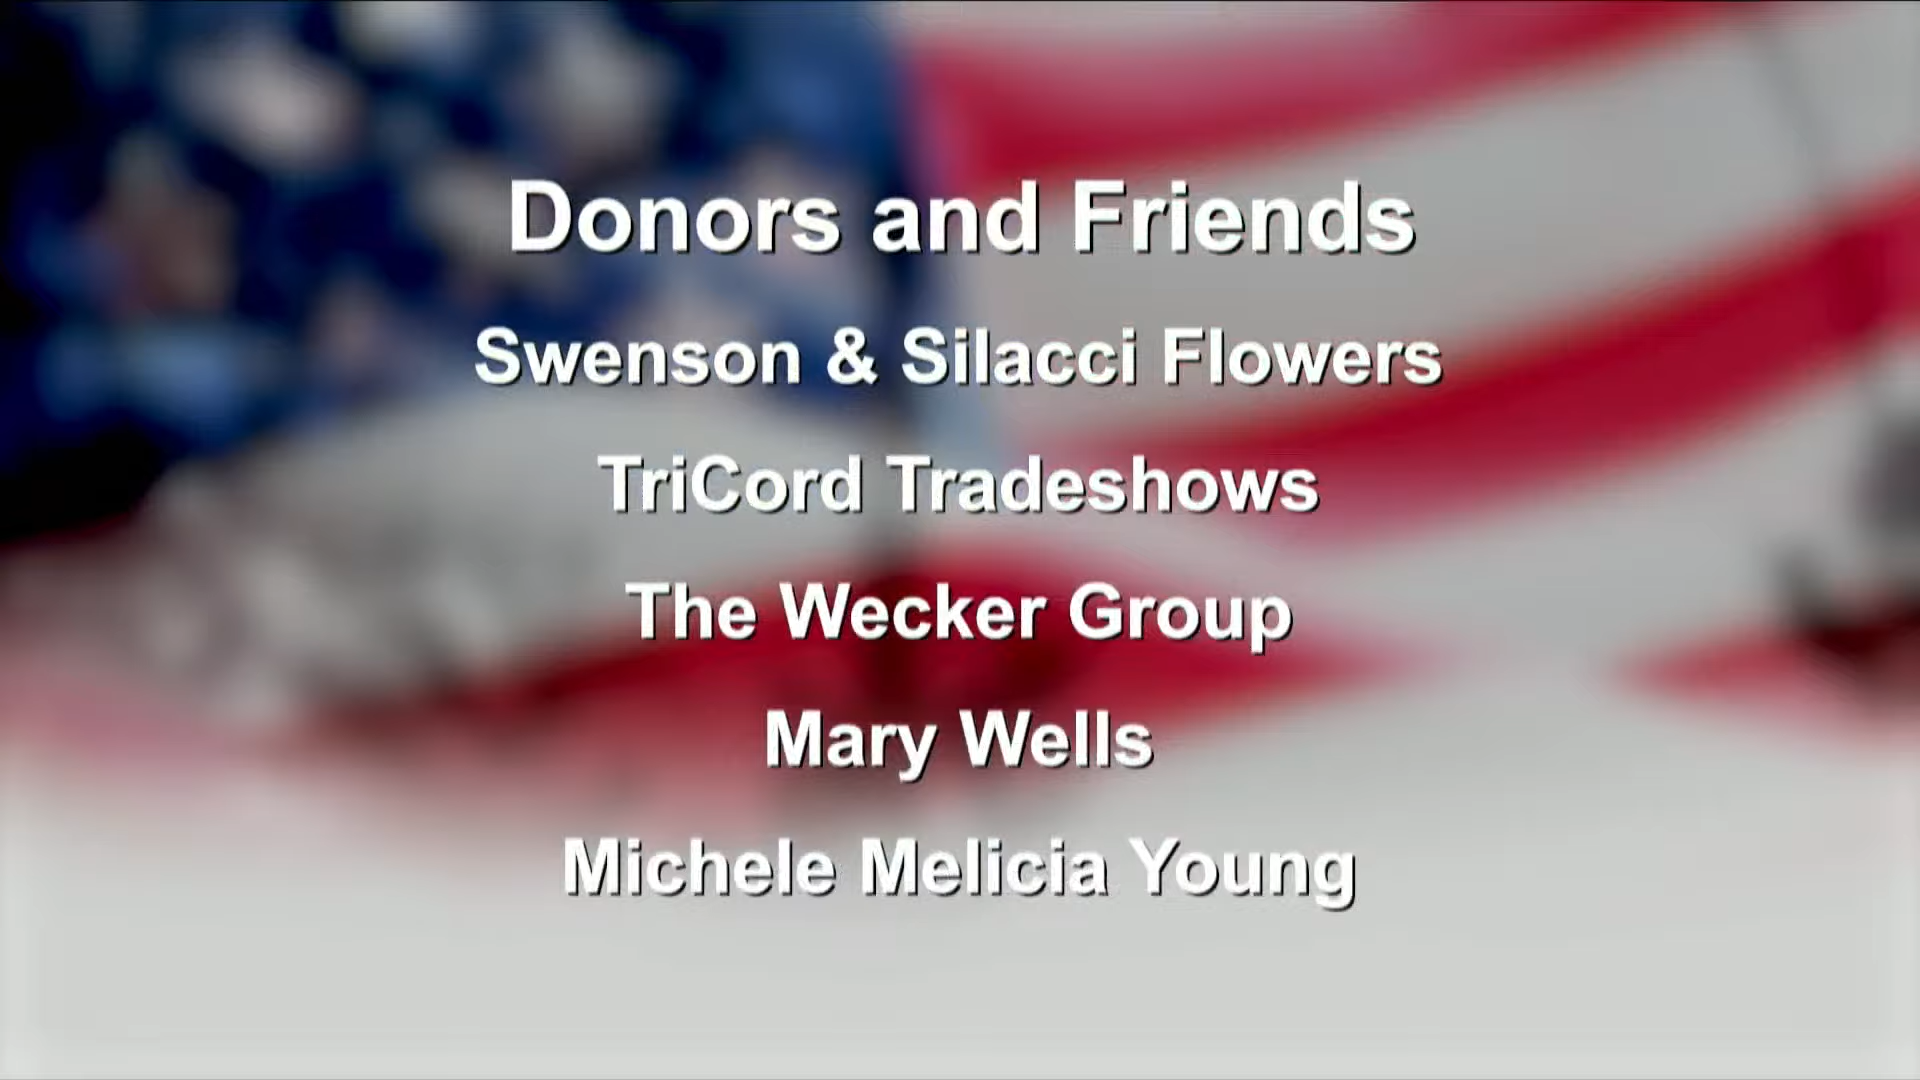 Donors and Friends
Swenson & Silacci Flowers
TriCord Tradeshows
The Wecker Group
Mary Wells
Michele Melicia Young